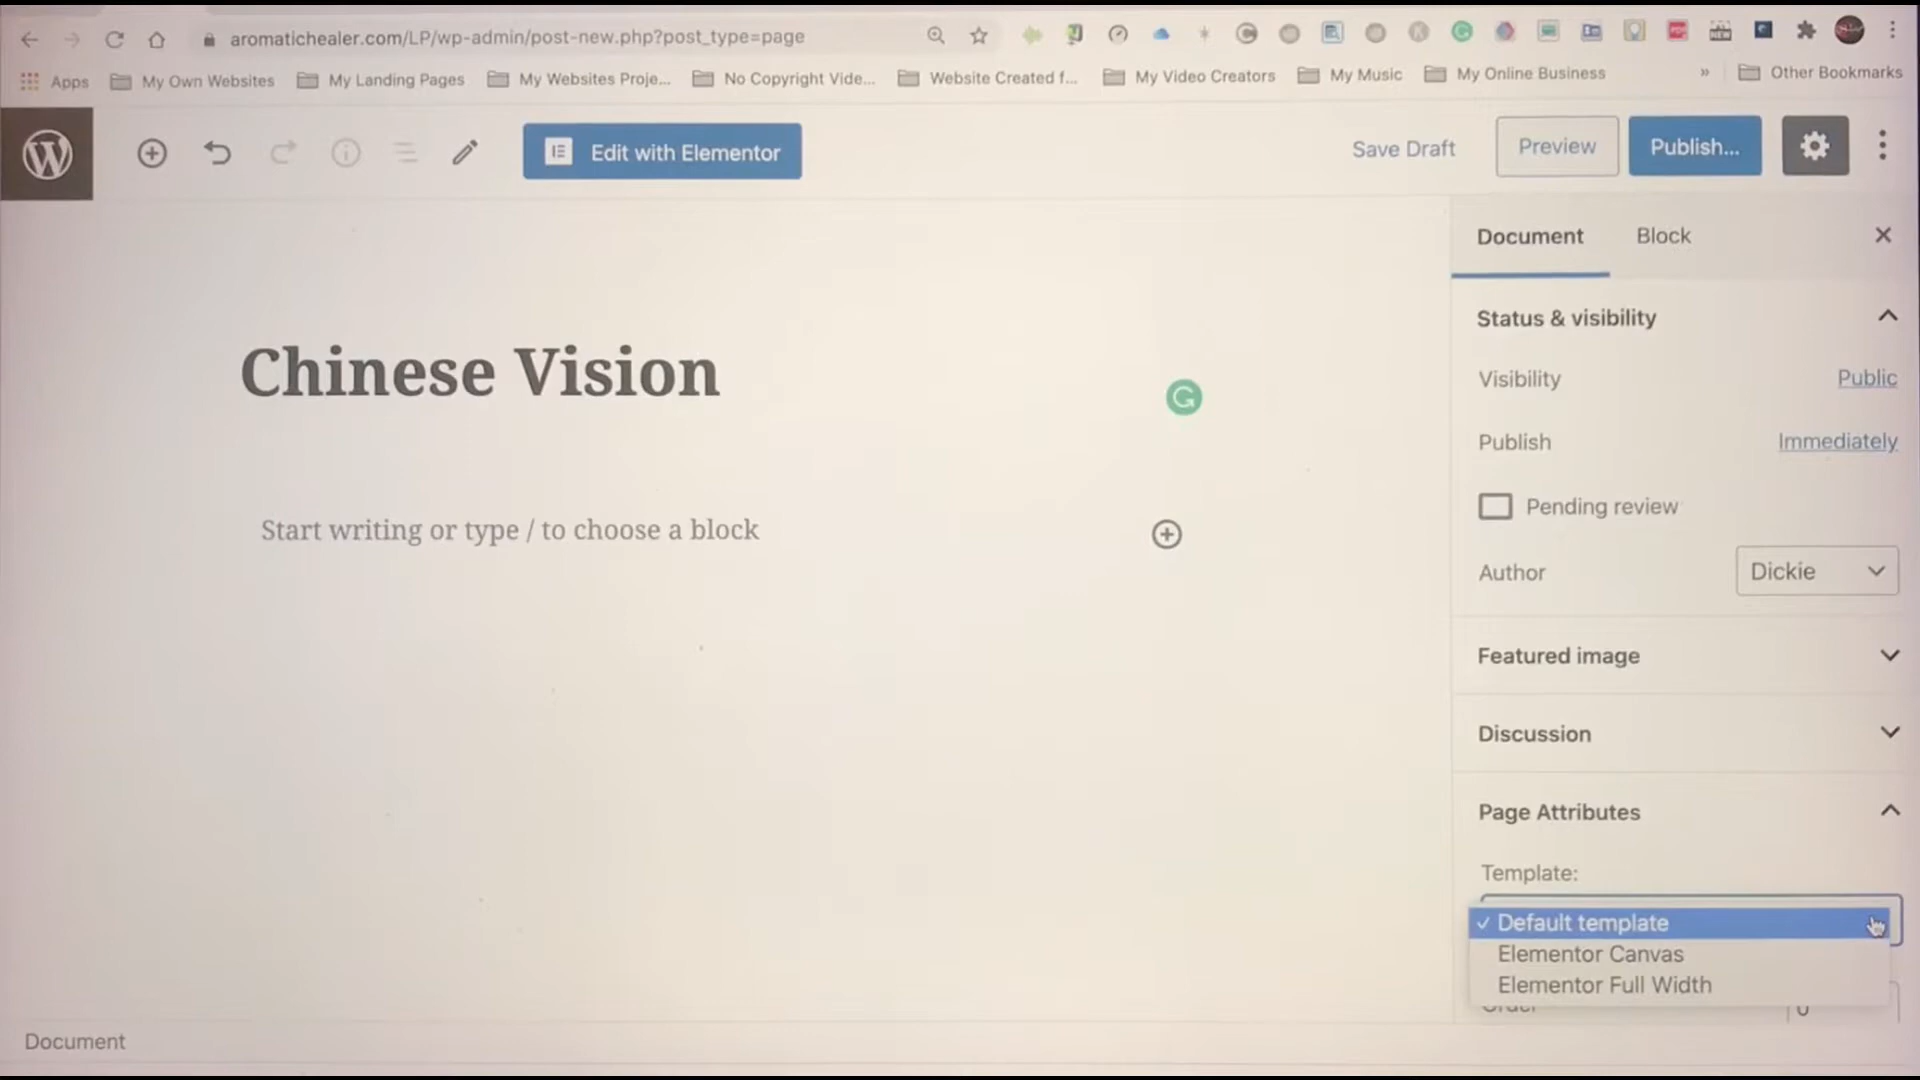 aromatichealer.com/LP/wp-admin/post-new.php?post_type=page
Apps My Own Websites My Landing Pages My Websites Proje... No Copyright Vide... Website Created f... My Video Creators My Music My Online Business » Other Bookmarks
Edit with Elementor
Save Draft
Preview
Publish...
Document Block
Status & visibility
Chinese Vision
Visibility Public
Publish Immediately
Start writing or type / to choose a block
Pending review
Author Dickie
Featured image
Discussion
Page Attributes
Template:
✓ Default template
Elementor Canvas
Elementor Full Width
Document